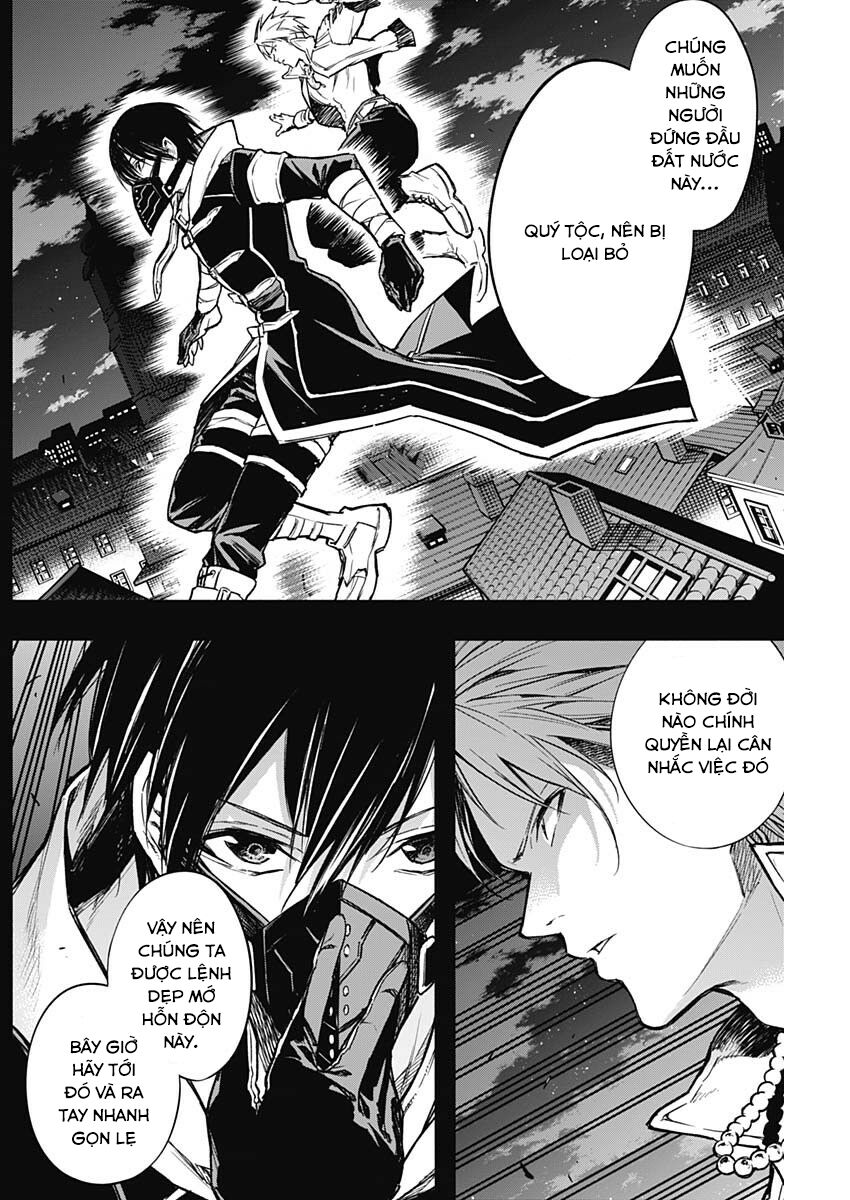 CHÚNG
MUỐN
NHỮNG
NGƯỜI
ĐỨNG ĐẦU
ĐẤT NƯỚC
NÀY...
QUÝ TỘC, NÊN BỊ
LOẠI BỎ
KHÔNG ĐỜI
NÀO CHÍNH
QUYỀN LẠI CÂN
NHẮC VIỆC ĐÓ
VẬY NÊN
CHÚNG TA
ĐƯỢC LỆNH
DẸP MỚ
HỖN ĐỘN
NÀY.
BÂY GIỜ
HÃY TỚI
ĐÓ VÀ RA
TAY NHANH
GỌN LẸ